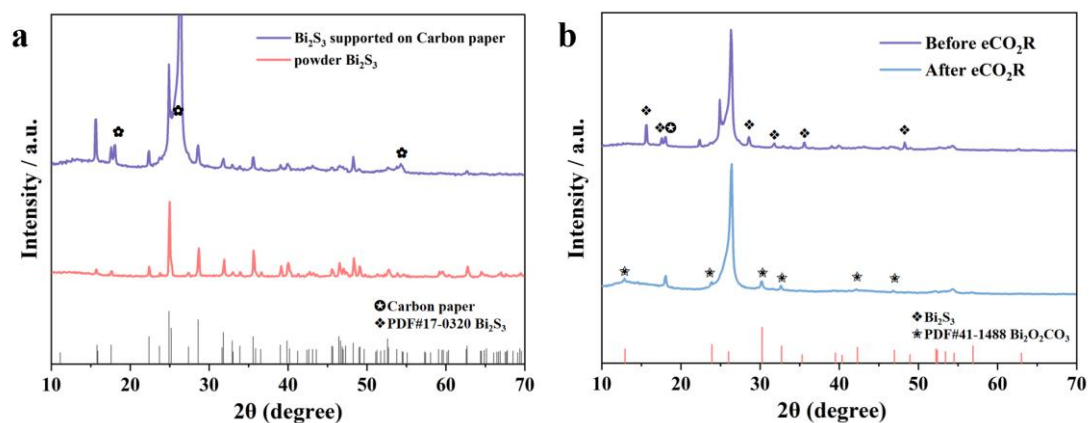 a
Bi₂S₃ supported on Carbon paper
powder Bi₂S₃
Intensity / a.u.
Carbon paper
PDF#17-0320 Bi₂S₃
10 20 30 40 50 60 70
2θ (degree)
b
Before eCO₂R
After eCO₂R
Intensity / a.u.
Bi₂S₃
PDF#41-1488 Bi₂O₂CO₃
10 20 30 40 50 60 70
2θ (degree)